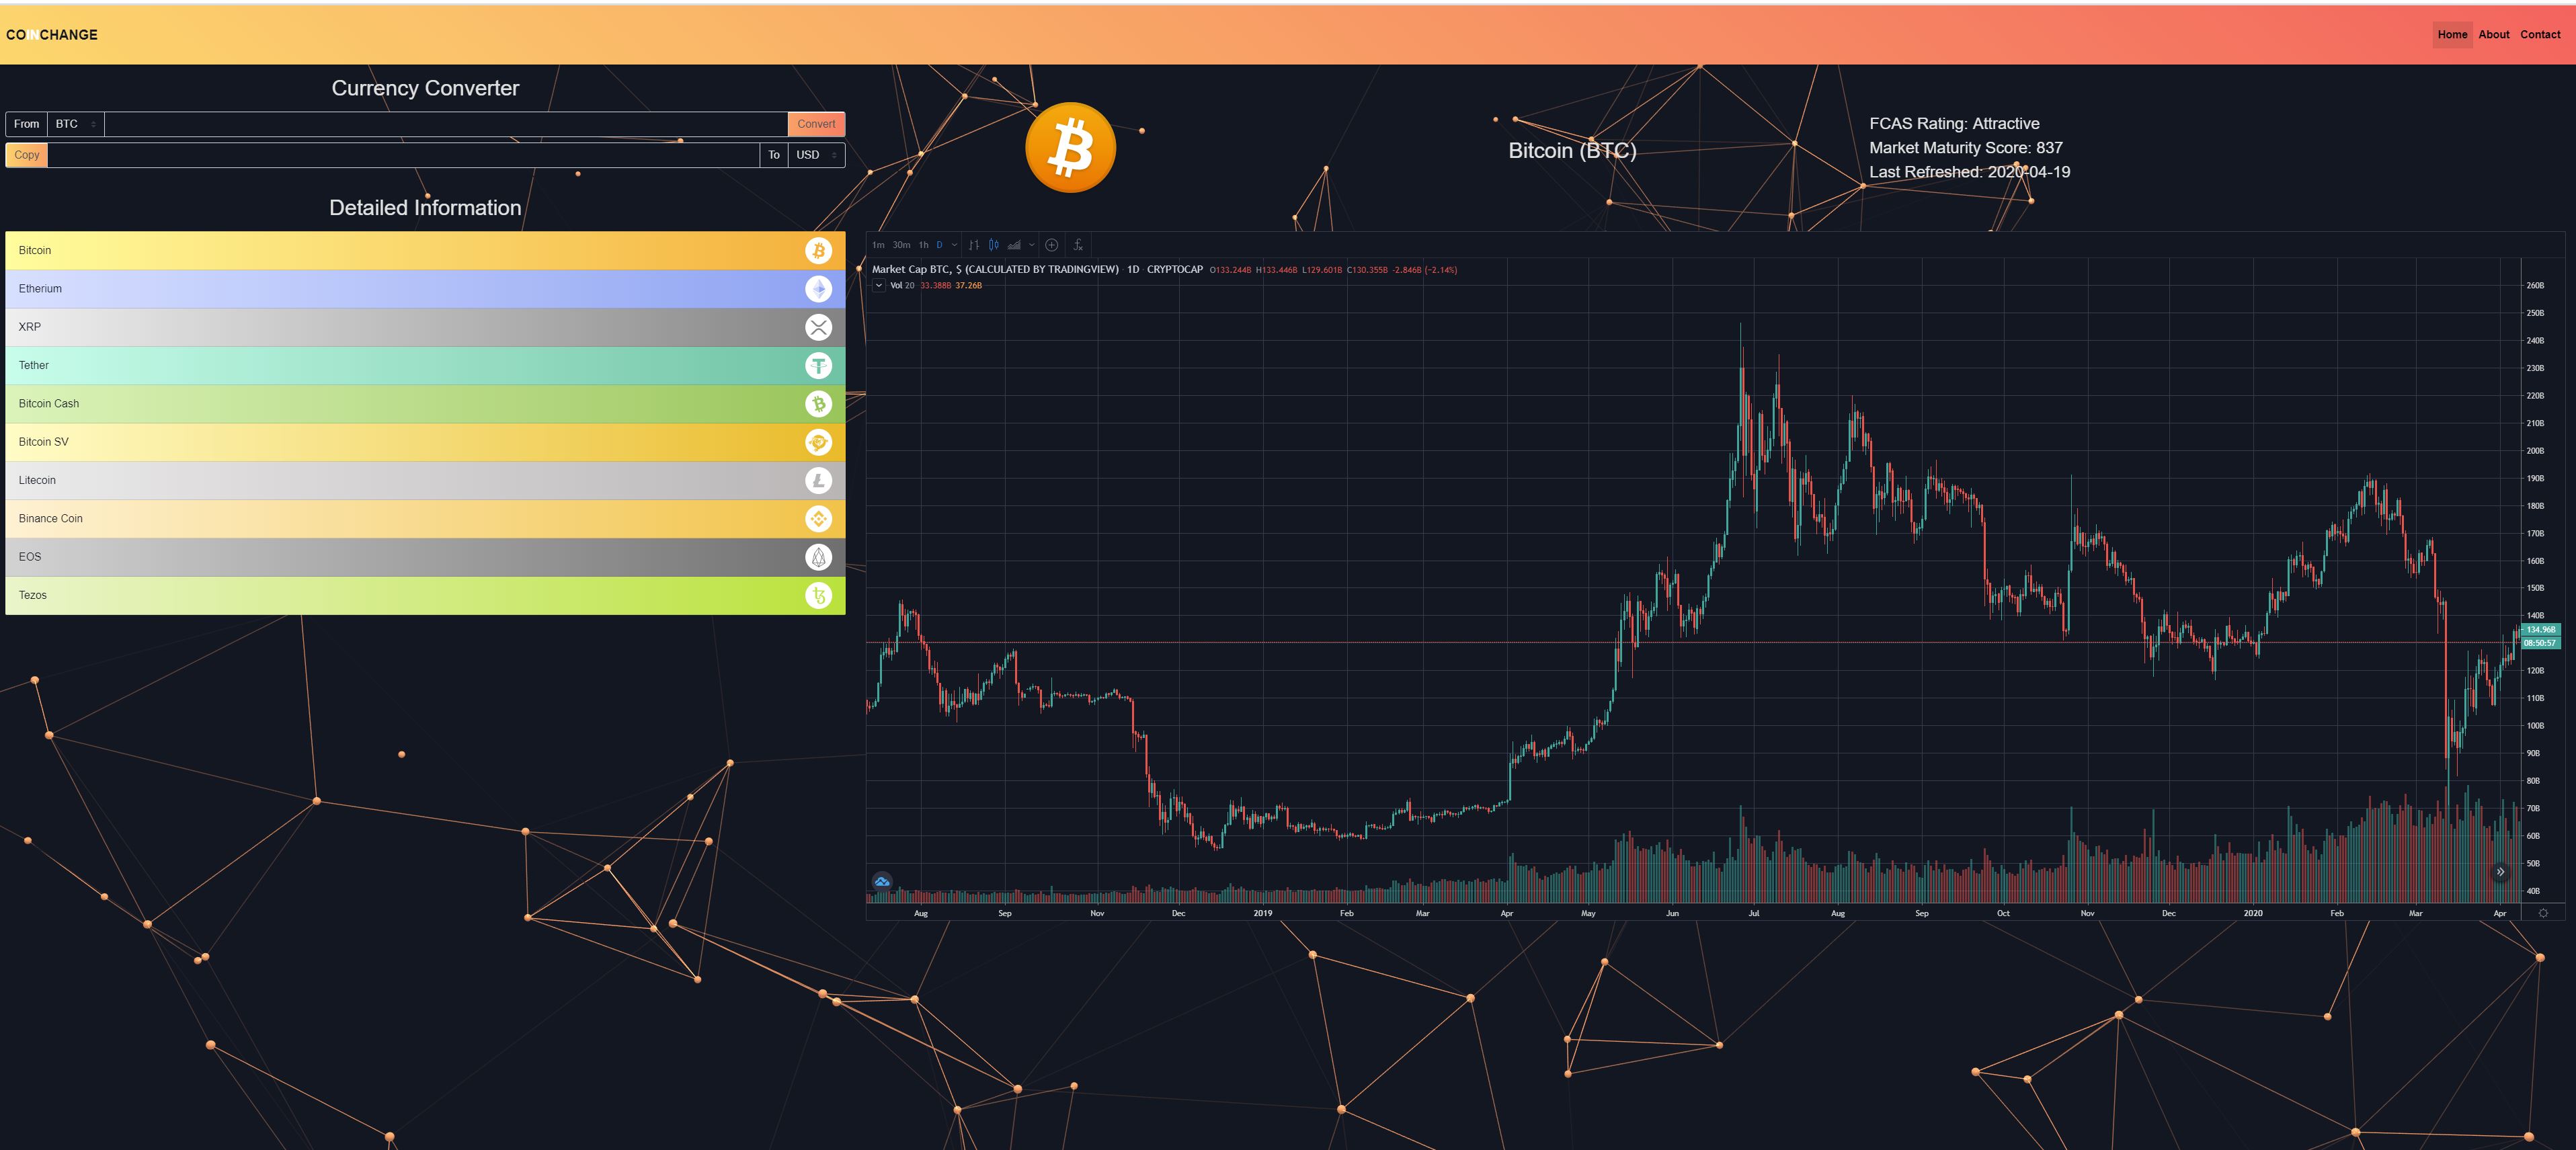 COINCHANGE
Home About Contact
Currency Converter
From BTC Convert
Copy To USD
Detailed Information
Bitcoin
Etherium
XRP
Tether
Bitcoin Cash
Bitcoin SV
Litecoin
Binance Coin
EOS
Tezos
Bitcoin (BTC)
FCAS Rating: Attractive
Market Maturity Score: 837
Last Refreshed: 2020-04-19
1m 30m 1h D
Market Cap BTC, $ (CALCULATED BY TRADINGVIEW) 1D CRYPTOCAP O133.244B H133.446B L129.601B C130.355B -2.846B (-2.14%)
Vol 20 33.388B 37.26B
260B
250B
240B
230B
220B
210B
200B
190B
180B
170B
160B
150B
140B
134.96B
08:50:57
120B
110B
100B
90B
80B
70B
60B
50B
40B
Aug Sep Nov Dec 2019 Feb Mar Apr May Jun Jul Aug Sep Oct Nov Dec 2020 Feb Mar Apr